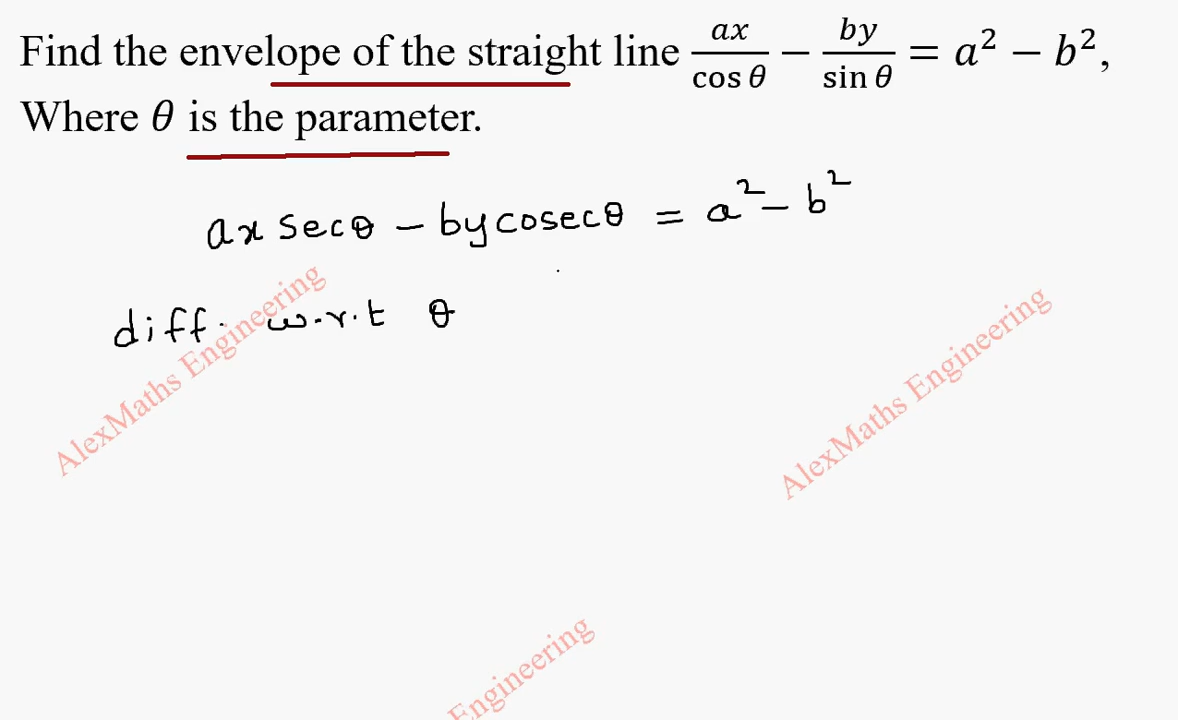 Find the envelope of the straight line ax/cos θ − by/sin θ = a² − b²,
Where θ is the parameter.
ax secθ − by cosecθ = a² − b²
diff. w.r.t θ
AlexMaths Engineering
AlexMaths Engineering
Engineering